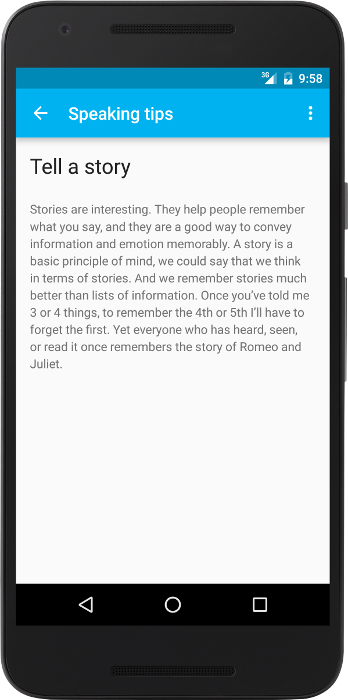 3G 9:58
Speaking tips
Tell a story
Stories are interesting. They help people remember
what you say, and they are a good way to convey
information and emotion memorably. A story is a
basic principle of mind, we could say that we think
in terms of stories. And we remember stories much
better than lists of information. Once you've told me
3 or 4 things, to remember the 4th or 5th I'll have to
forget the first. Yet everyone who has heard, seen,
or read it once remembers the story of Romeo and
Juliet.